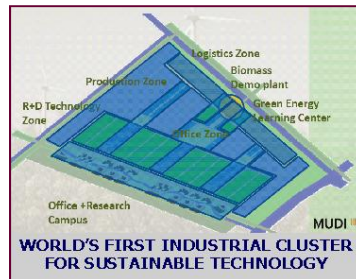 Logistics Zone
Biomass
Demo plant
Production Zone
R+D Technology
Zone
Green Energy
Learning Center
Office Zone
Office +Research
Campus
MUDI
WORLD'S FIRST INDUSTRIAL CLUSTER
FOR SUSTAINABLE TECHNOLOGY